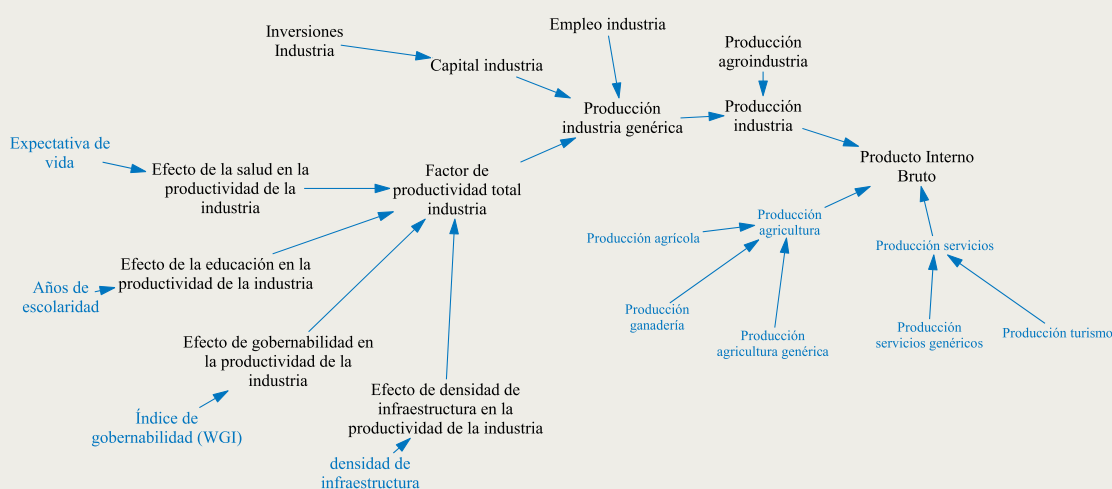 Inversiones
Industria
Empleo industria
Capital industria
Producción
agroindustria
Producción
industria genérica
Producción
industria
Expectativa de
vida
Efecto de la salud en la
productividad de la
industria
Factor de
productividad total
industria
Producto Interno
Bruto
Producción
agricultura
Producción agrícola
Producción servicios
Efecto de la educación en la
productividad de la industria
Años de
escolaridad
Producción
ganadería
Producción
agricultura genérica
Producción
servicios genéricos
Producción turismo
Efecto de gobernabilidad en
la productividad de la
industria
Efecto de densidad de
infraestructura en la
productividad de la industria
Índice de
gobernabilidad (WGI)
densidad de
infraestructura